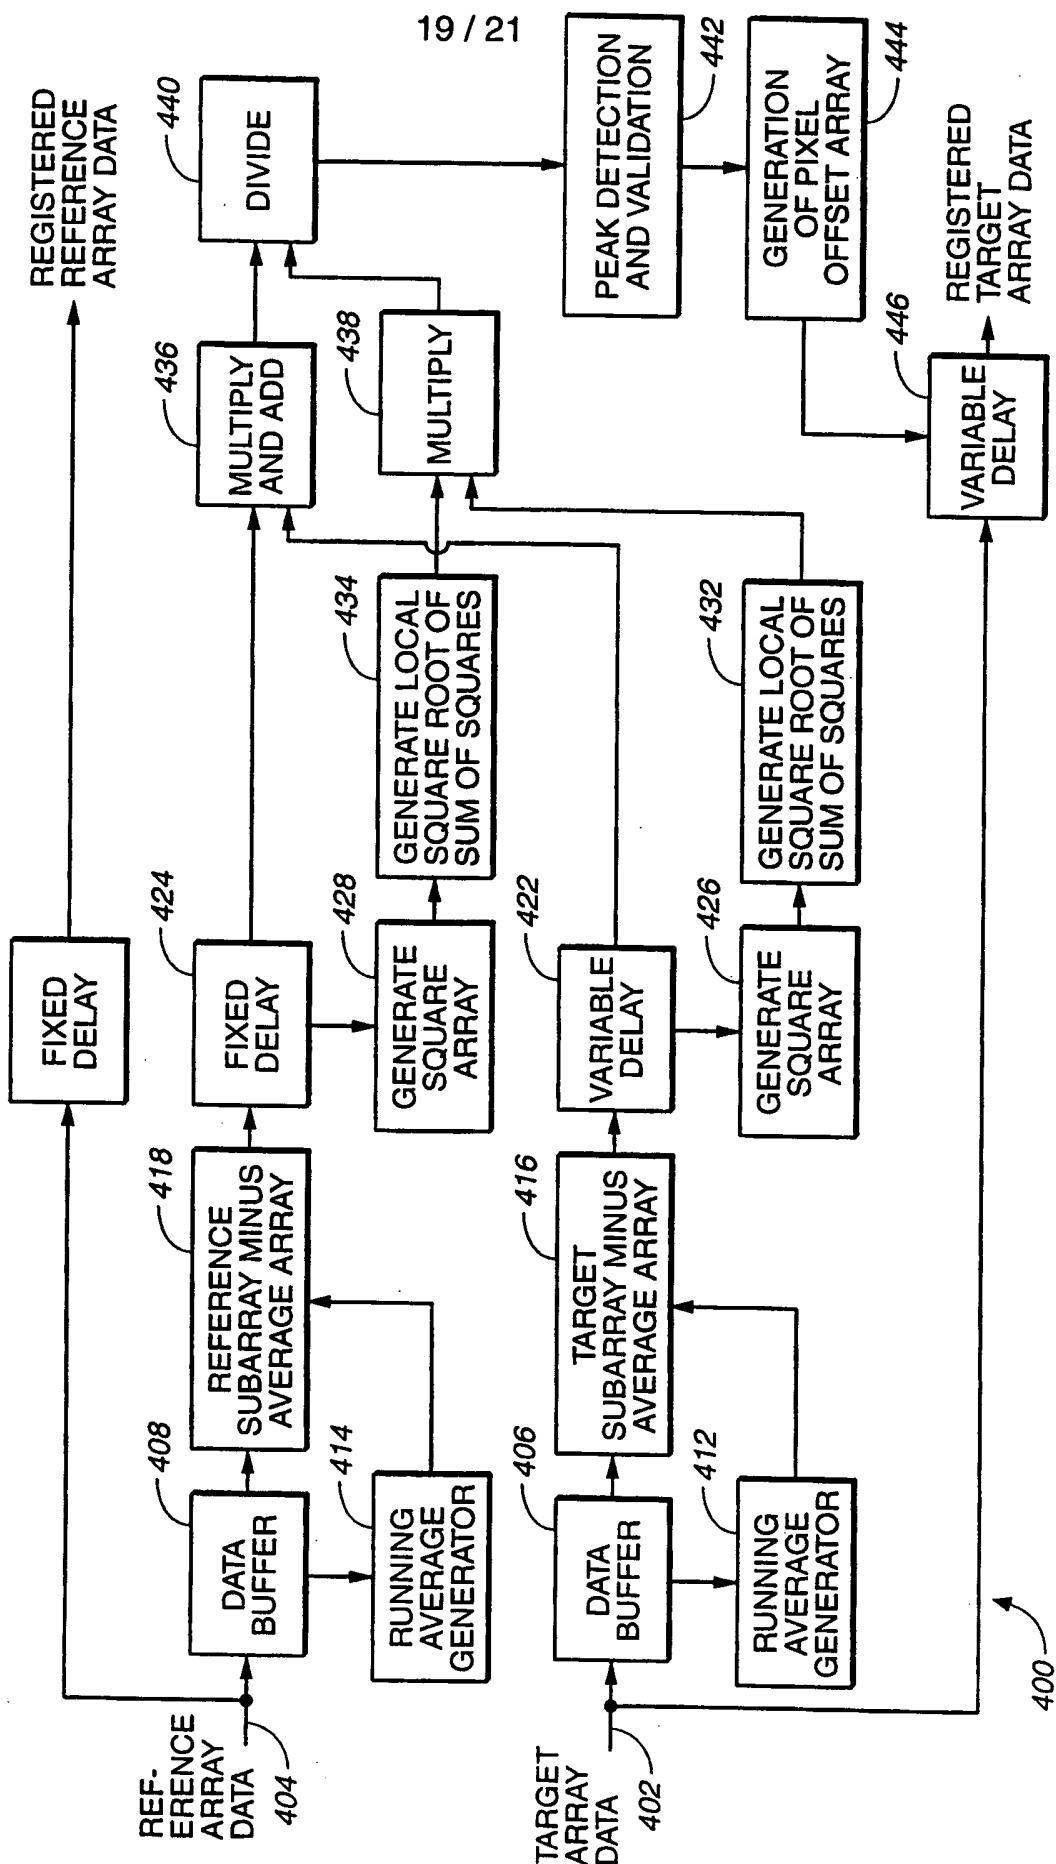 19 / 21
REGISTERED
REFERENCE
ARRAY DATA
FIXED
DELAY
REF-
ERENCE
ARRAY
DATA
404
408
DATA
BUFFER
414
RUNNING
AVERAGE
GENERATOR
418
REFERENCE
SUBARRAY MINUS
AVERAGE ARRAY
424
FIXED
DELAY
428
GENERATE
SQUARE
ARRAY
434
GENERATE LOCAL
SQUARE ROOT OF
SUM OF SQUARES
436
MULTIPLY
AND ADD
438
MULTIPLY
440
DIVIDE
TARGET
ARRAY
DATA
402
406
DATA
BUFFER
412
RUNNING
AVERAGE
GENERATOR
416
TARGET
SUBARRAY MINUS
AVERAGE ARRAY
422
VARIABLE
DELAY
426
GENERATE
SQUARE
ARRAY
432
GENERATE LOCAL
SQUARE ROOT OF
SUM OF SQUARES
PEAK DETECTION
AND VALIDATION
442
GENERATION
OF PIXEL
OFFSET ARRAY
444
446
VARIABLE
DELAY
REGISTERED
TARGET
ARRAY DATA
400